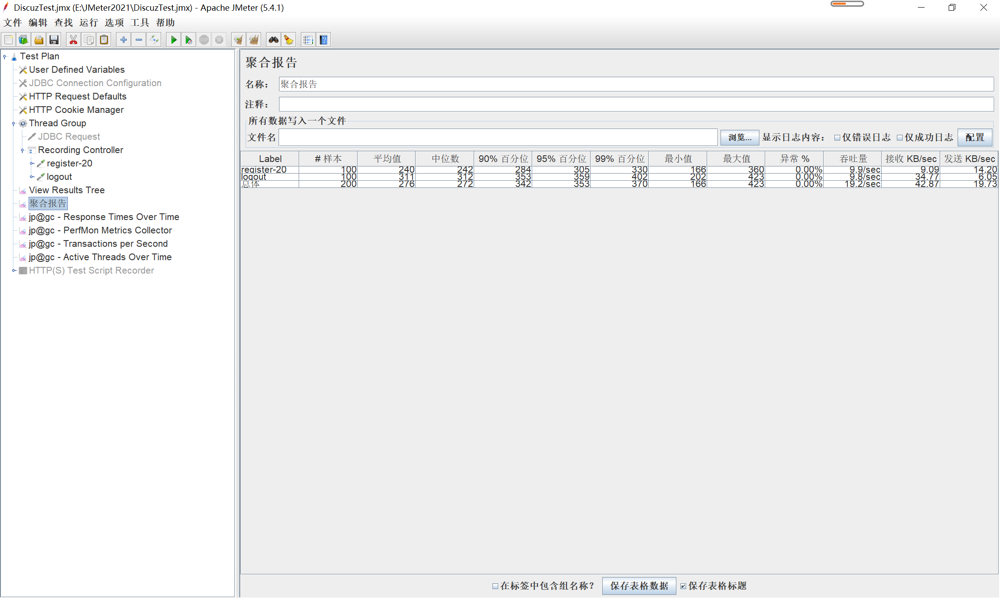 DiscuzTest.jmx (E:\JMeter2021\DiscuzTest.jmx) - Apache JMeter (5.4.1)
文件 编辑 查找 运行 选项 工具 帮助
STOP
Test Plan
User Defined Variables
JDBC Connection Configuration
HTTP Request Defaults
HTTP Cookie Manager
Thread Group
JDBC Request
Recording Controller
register-20
logout
View Results Tree
聚合报告
jp@gc - Response Times Over Time
jp@gc - PerfMon Metrics Collector
jp@gc - Transactions per Second
jp@gc - Active Threads Over Time
HTTP(S) Test Script Recorder
聚合报告
名称： 聚合报告
注释：
所有数据写入一个文件
文件名 浏览... 显示日志内容： 仅错误日志 仅成功日志 配置
Label # 样本 平均值 中位数 90% 百分位 95% 百分位 99% 百分位 最小值 最大值 异常 % 吞吐量 接收 KB/sec 发送 KB/sec
register-20 100 240 242 284 305 330 166 360 0.00% 9.9/sec 9.09 14.20
logout 100 311 312 353 359 402 202 423 0.00% 9.8/sec 34.77 6.05
总体 200 276 272 342 353 370 166 423 0.00% 19.2/sec 42.87 19.73
在标签中包含组名称？ 保存表格数据 保存表格标题